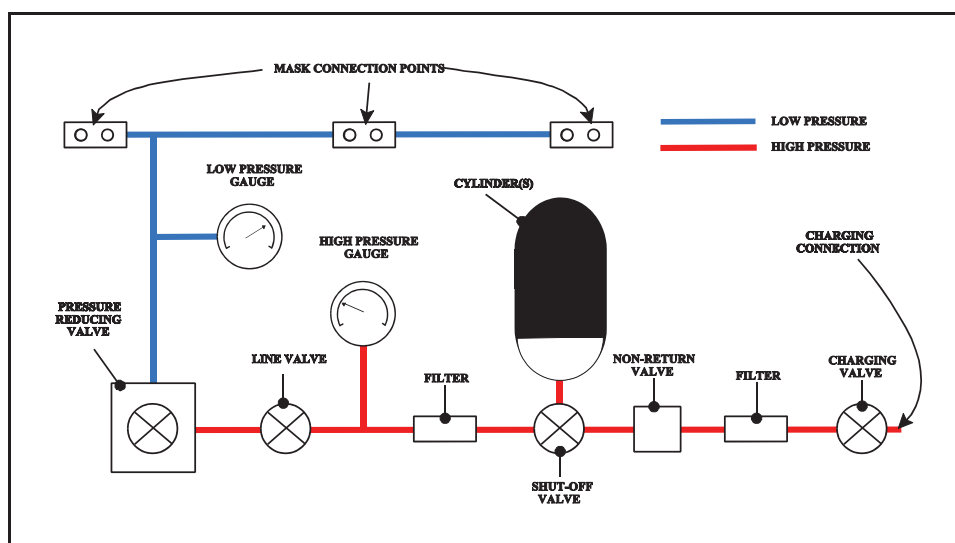 MASK CONNECTION POINTS
LOW PRESSURE
HIGH PRESSURE
LOW PRESSURE
GAUGE
CYLINDER(S)
HIGH PRESSURE
GAUGE
CHARGING
CONNECTION
PRESSURE
REDUCING
VALVE
LINE VALVE
FILTER
NON-RETURN
VALVE
FILTER
CHARGING
VALVE
SHUT-OFF
VALVE